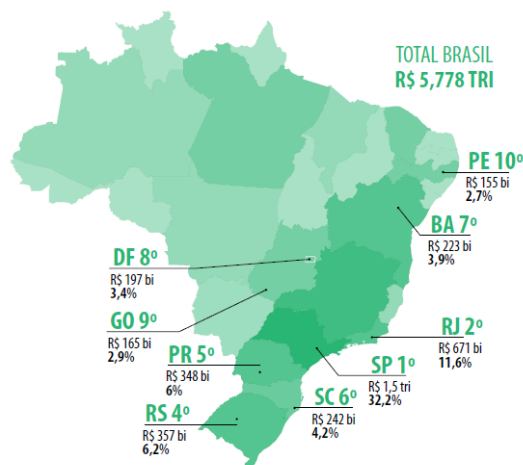 TOTAL BRASIL
R$ 5,778 TRI
PE 10º
R$ 155 bi
2,7%
BA 7º
R$ 223 bi
3,9%
DF 8º
R$ 197 bi
3,4%
GO 9º
R$ 165 bi
2,9%
RJ 2º
R$ 671 bi
11,6%
PR 5º
R$ 348 bi
6%
SP 1º
R$ 1,5 tri
32,2%
SC 6º
R$ 242 bi
4,2%
RS 4º
R$ 357 bi
6,2%